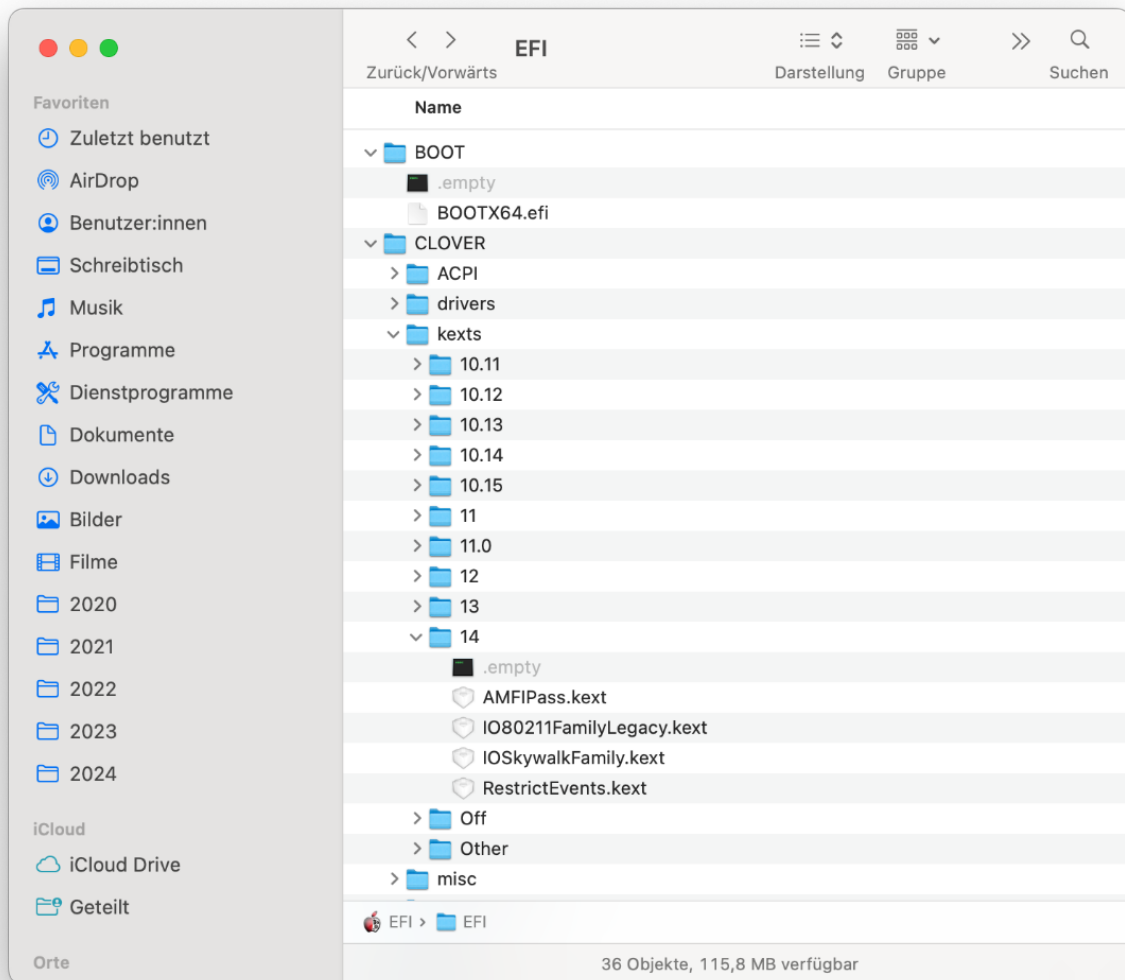 EFI
Zurück/Vorwärts
Darstellung
Gruppe
Suchen
Favoriten
Zuletzt benutzt
AirDrop
Benutzer:innen
Schreibtisch
Musik
Programme
Dienstprogramme
Dokumente
Downloads
Bilder
Filme
2020
2021
2022
2023
2024
iCloud
iCloud Drive
Geteilt
Orte
Name
BOOT
.empty
BOOTX64.efi
CLOVER
ACPI
drivers
kexts
10.11
10.12
10.13
10.14
10.15
11
11.0
12
13
14
.empty
AMFIPass.kext
IO80211FamilyLegacy.kext
IOSkywalkFamily.kext
RestrictEvents.kext
Off
Other
misc
EFI › EFI
36 Objekte, 115,8 MB verfügbar